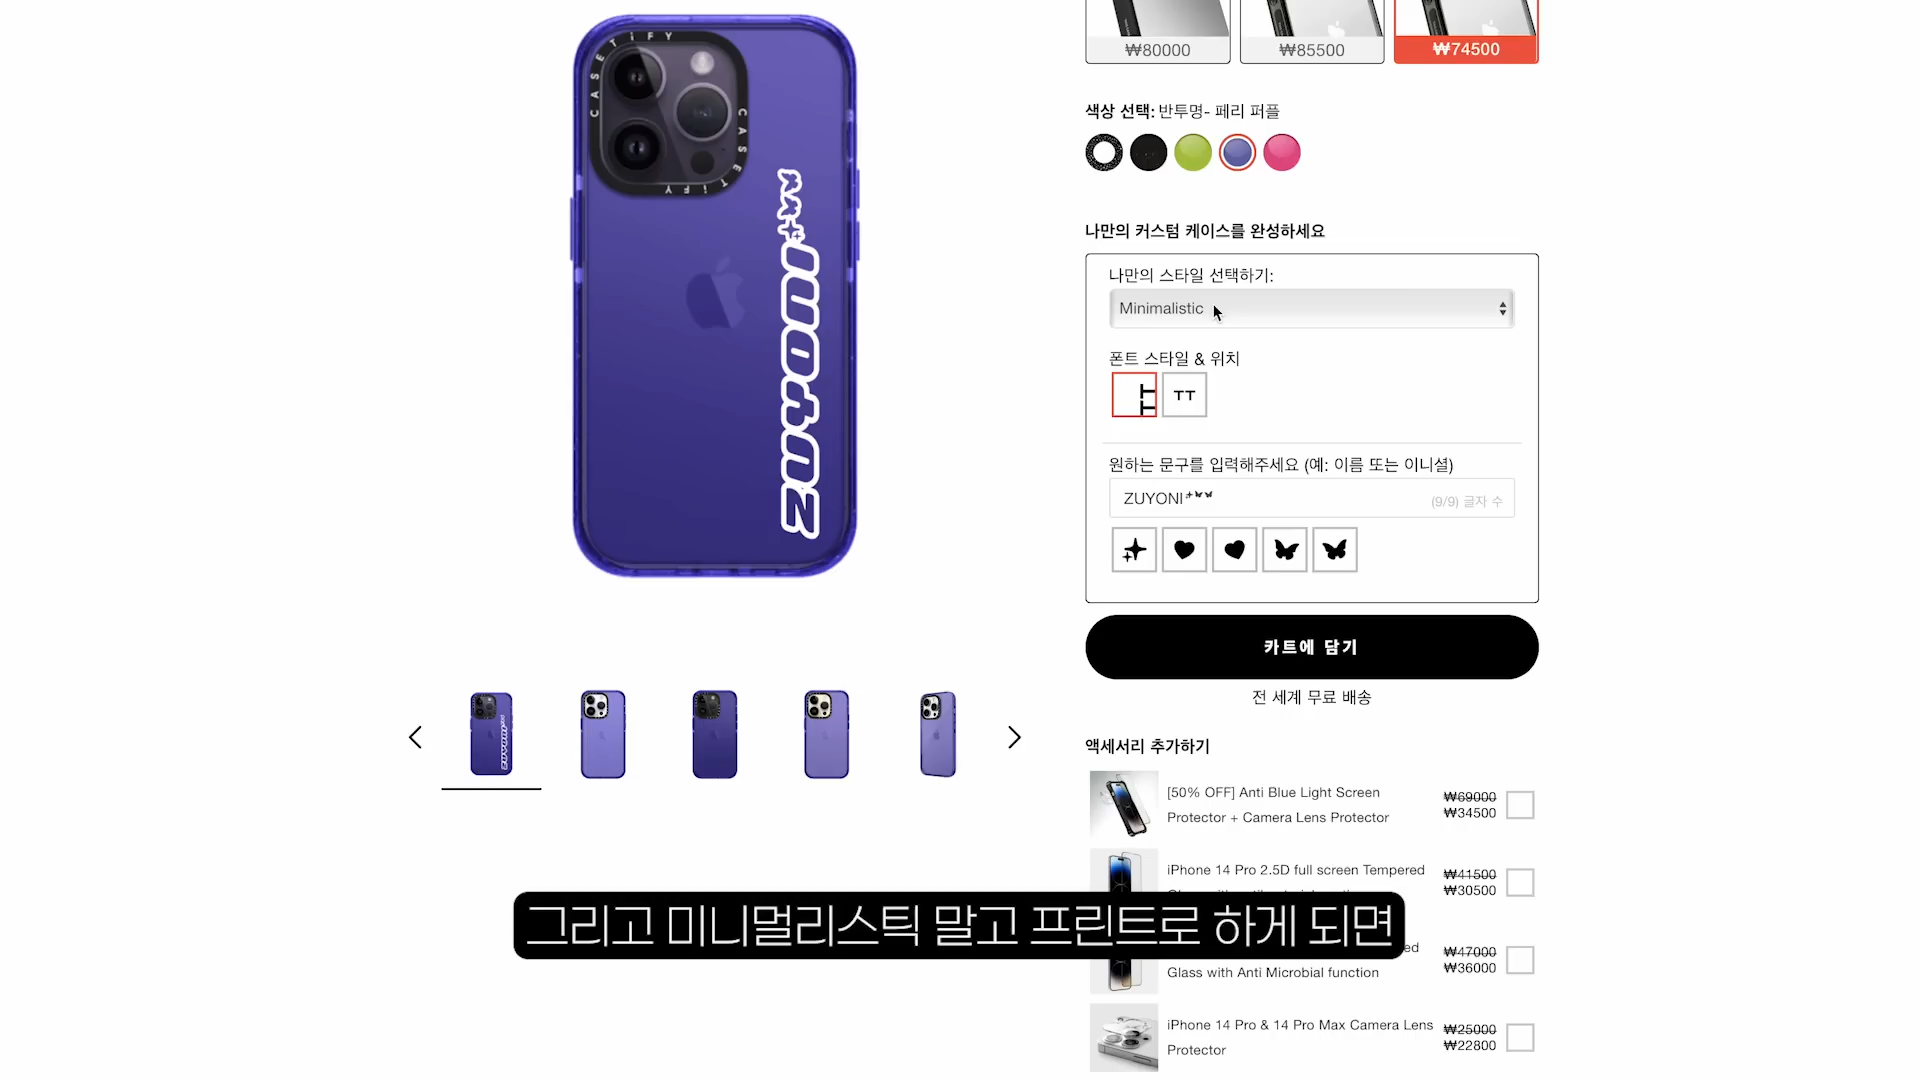 CASETiFY
CASETiFY
ZUYONI
₩80000
₩85500
₩74500
색상 선택: 반투명- 페리 퍼플
나만의 커스텀 케이스를 완성하세요
나만의 스타일 선택하기:
Minimalistic
폰트 스타일 & 위치
TT
TT
원하는 문구를 입력해주세요 (예: 이름 또는 이니셜)
ZUYONI
(9/9) 글자 수
카트에 담기
전 세계 무료 배송
액세서리 추가하기
[50% OFF] Anti Blue Light Screen
Protector + Camera Lens Protector
₩69000
₩34500
iPhone 14 Pro 2.5D full screen Tempered
₩41500
₩30500
그리고 미니멀리스틱 말고 프린트로 하게 되면
Glass with Anti Microbial function
₩47000
₩36000
iPhone 14 Pro & 14 Pro Max Camera Lens
Protector
₩25000
₩22800